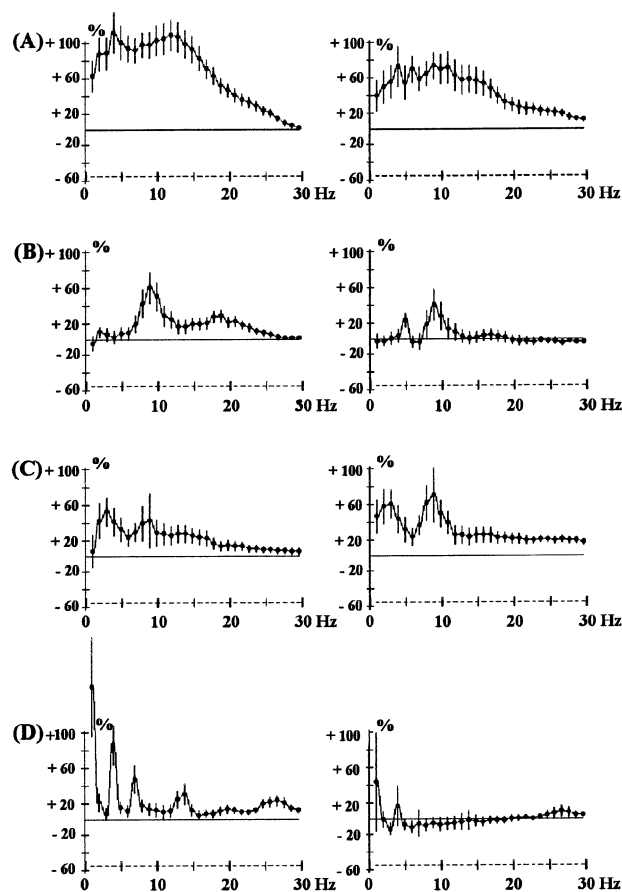 (A) + 100 % + 60 + 20 - 20 - 60 0 10 20 30 Hz
+ 100 % + 60 + 20 - 20 - 60 0 10 20 30 Hz
(B) + 100 % + 60 + 20 - 20 - 60 0 10 20 30 Hz
+ 100 % + 60 + 20 - 20 - 60 0 10 20 30 Hz
(C) + 100 % + 60 + 20 - 20 - 60 0 10 20 30 Hz
+ 100 % + 60 + 20 - 20 - 60 0 10 20 30 Hz
(D) +100 % + 60 + 20 - 20 - 60 0 10 20 30 Hz
+ 100 % + 60 + 20 - 20 - 60 0 10 20 30 Hz